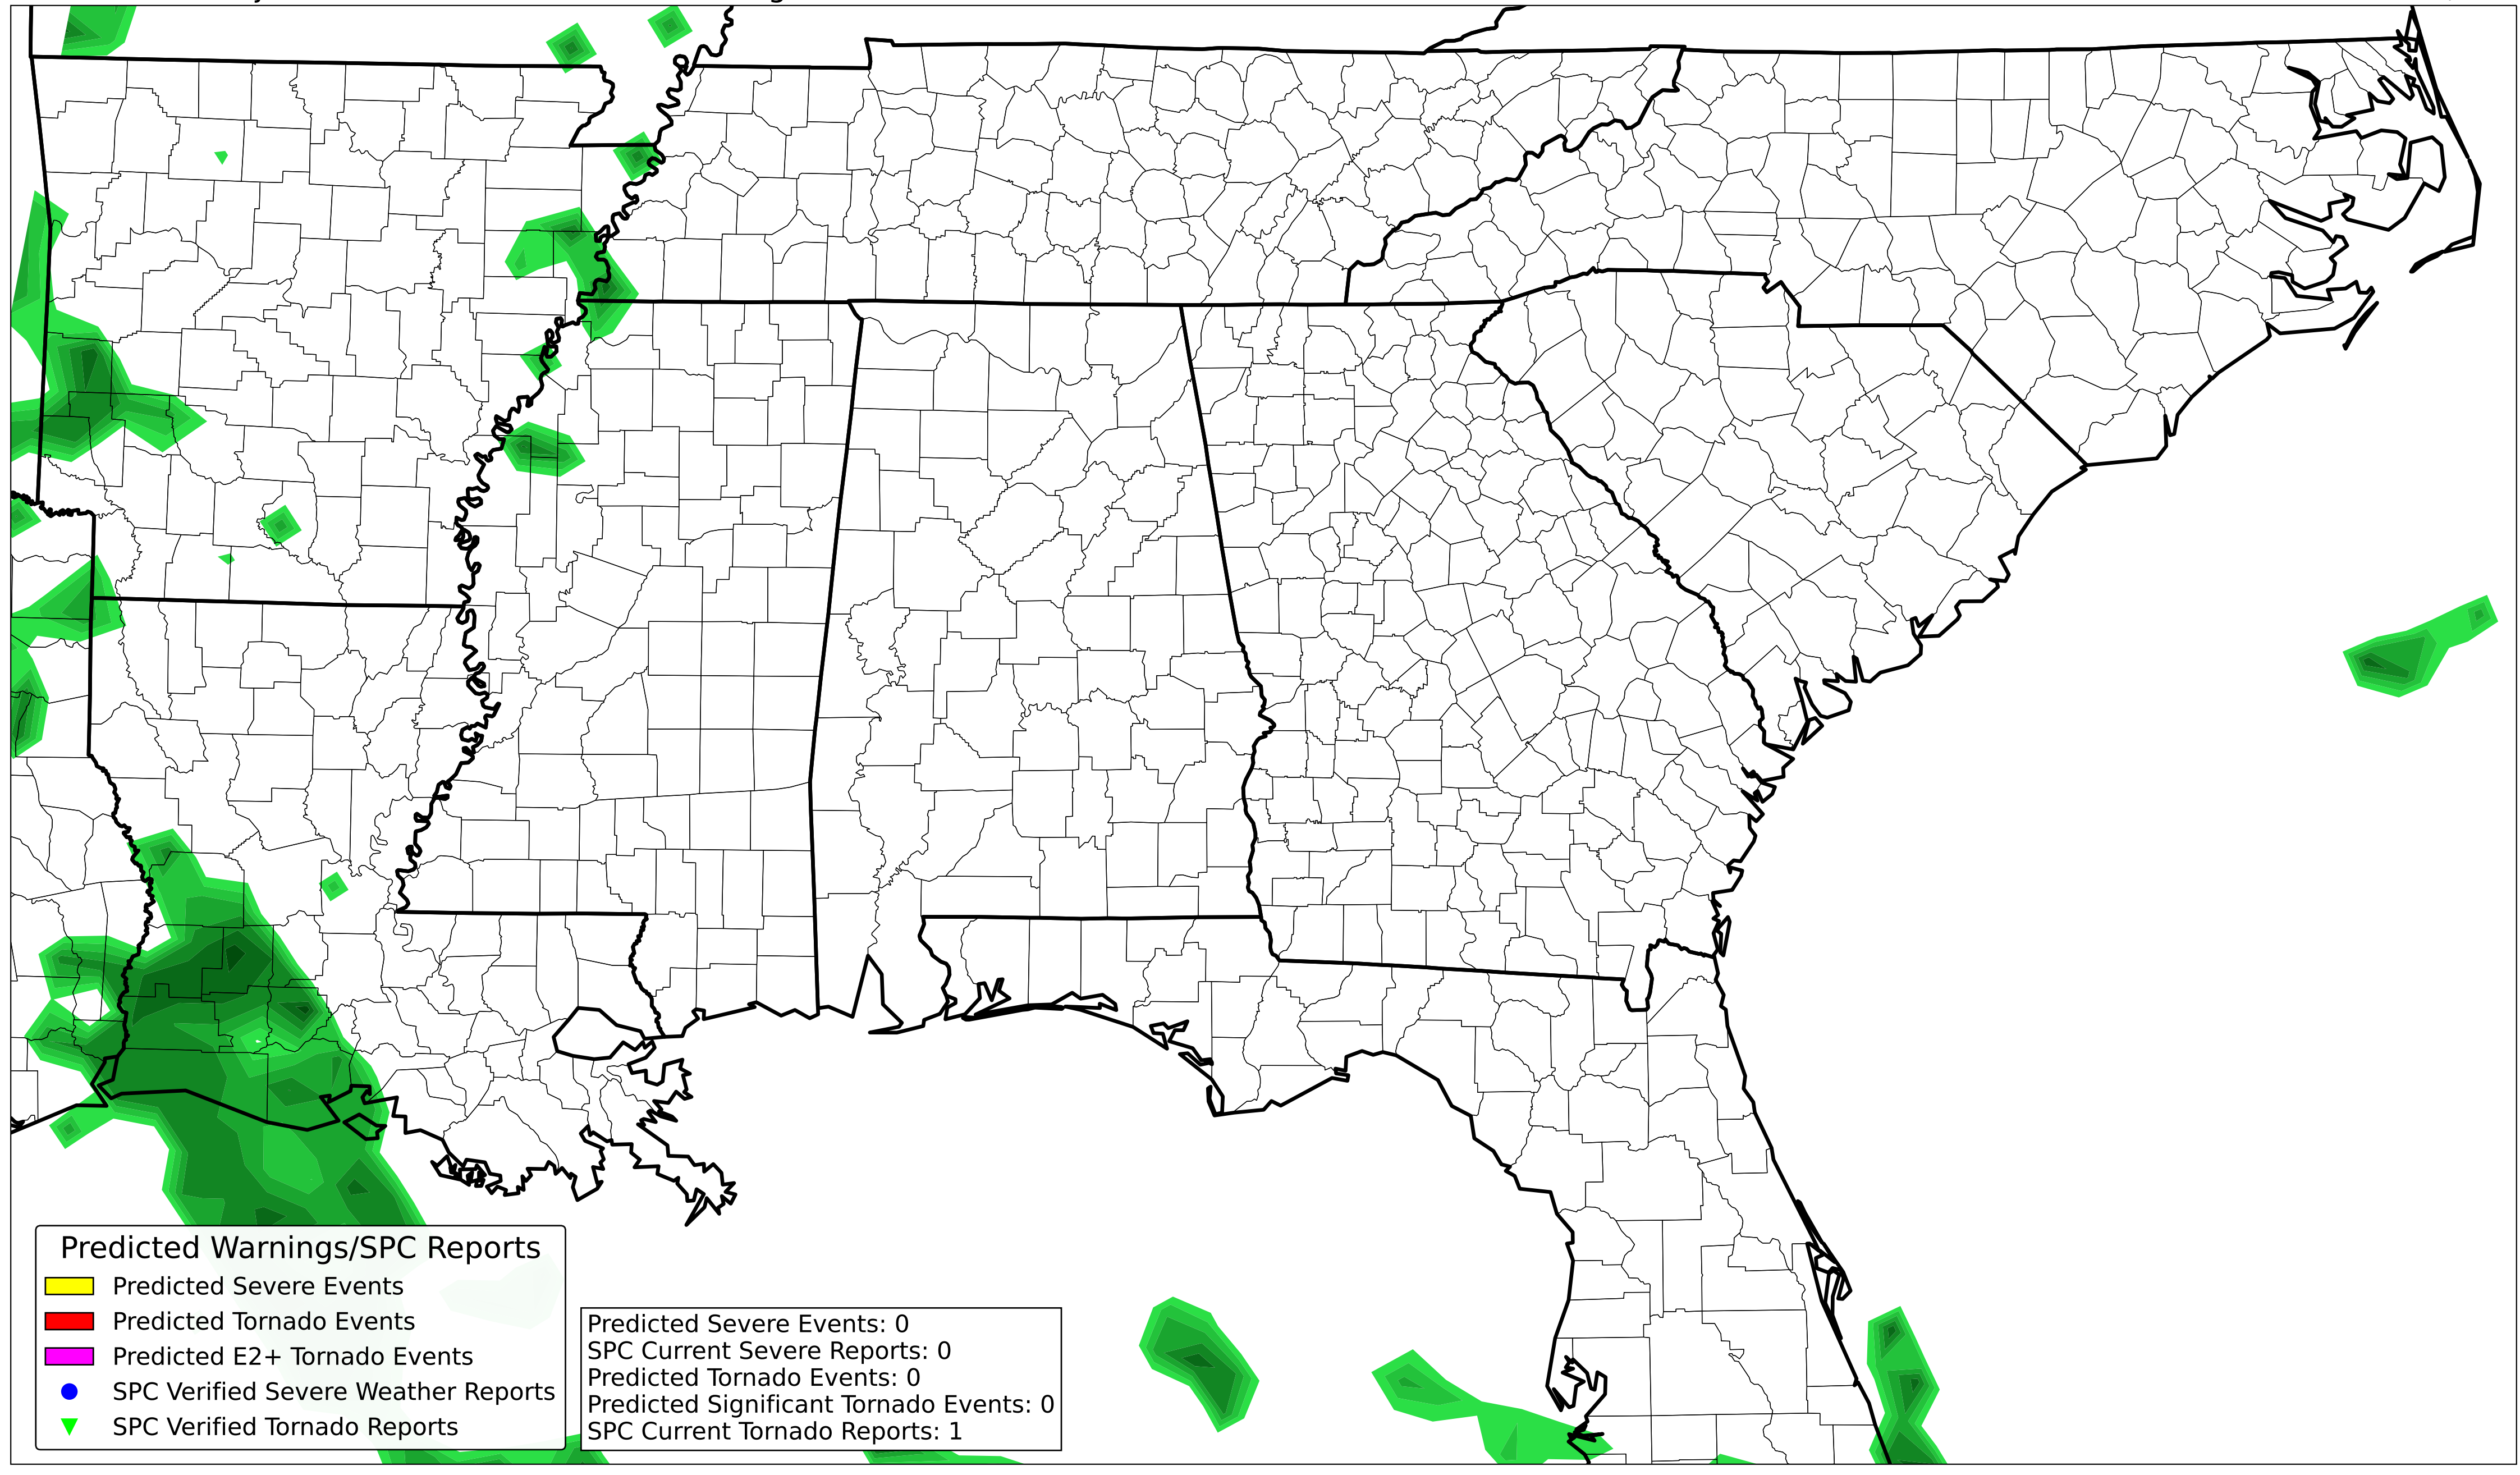 Predicted Warnings/SPC Reports
Predicted Severe Events
Predicted Tornado Events
Predicted E2+ Tornado Events
SPC Verified Severe Weather Reports
SPC Verified Tornado Reports
Predicted Severe Events: 0
SPC Current Severe Reports: 0
Predicted Tornado Events: 0
Predicted Significant Tornado Events: 0
SPC Current Tornado Reports: 1